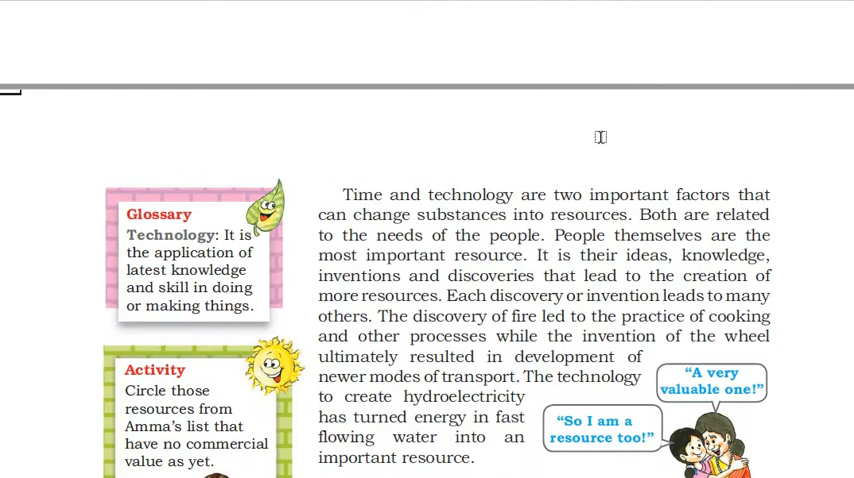 Glossary
Technology: It is
the application of
latest knowledge
and skill in doing
or making things.
Activity
Circle those
resources from
Amma's list that
have no commercial
value as yet.
Time and technology are two important factors that
can change substances into resources. Both are related
to the needs of the people. People themselves are the
most important resource. It is their ideas, knowledge,
inventions and discoveries that lead to the creation of
more resources. Each discovery or invention leads to many
others. The discovery of fire led to the practice of cooking
and other processes while the invention of the wheel
ultimately resulted in development of
newer modes of transport. The technology
to create hydroelectricity
has turned energy in fast
flowing water into an
important resource.
"A very
valuable one!"
"So I am a
resource too!"